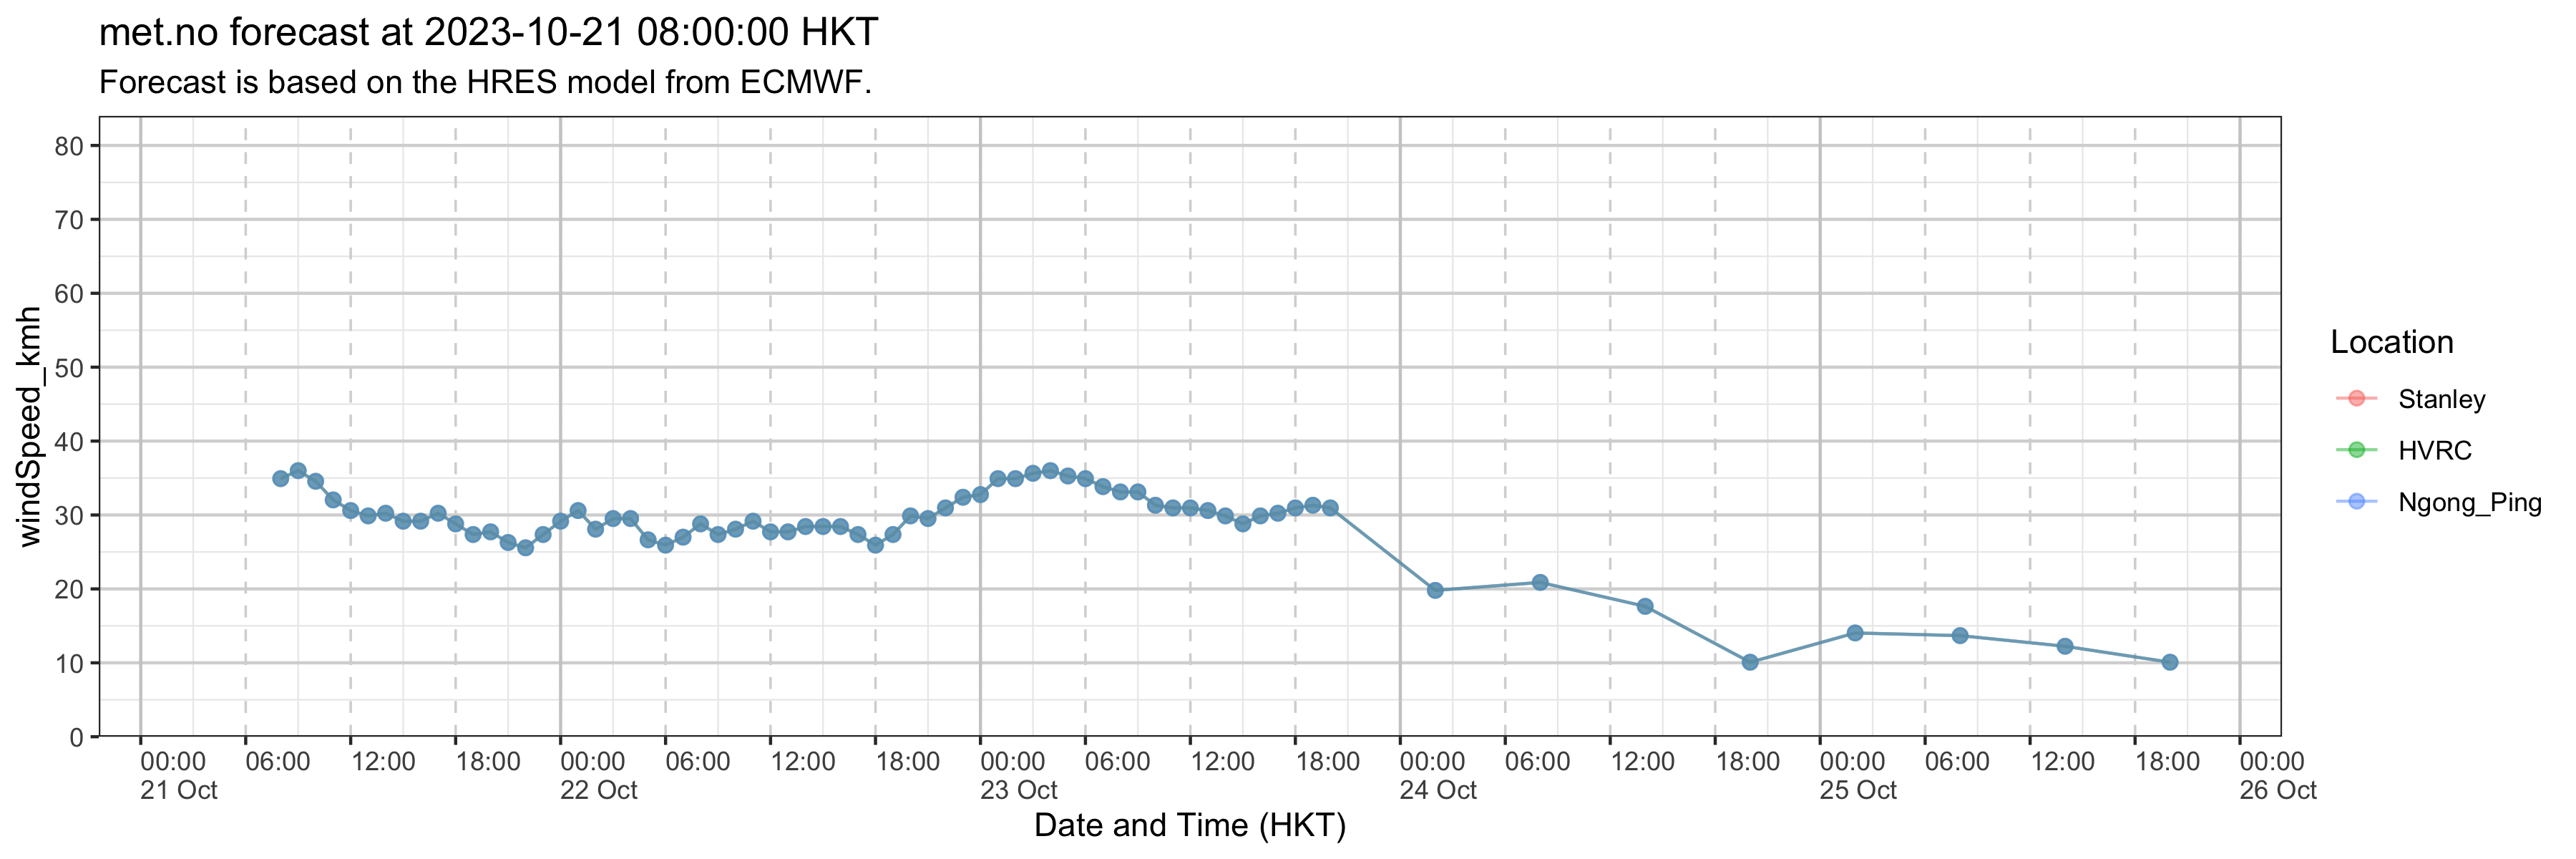 met.no forecast at 2023-10-21 08:00:00 HKT
Forecast is based on the HRES model from ECMWF.
windSpeed_kmh
80
70
60
50
40
30
20
10
0
00:00 06:00 12:00 18:00 00:00 06:00 12:00 18:00 00:00 06:00 12:00 18:00 00:00 06:00 12:00 18:00 00:00 06:00 12:00 18:00 00:00
21 Oct 22 Oct 23 Oct 24 Oct 25 Oct 26 Oct
Date and Time (HKT)
Location
Stanley
HVRC
Ngong_Ping